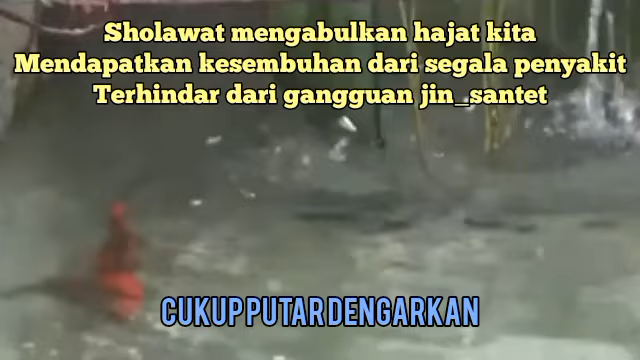 Sholawat mengabulkan hajat kita
Mendapatkan kesembuhan dari segala penyakit
Terhindar dari gangguan jin_santet
CUKUP PUTAR DENGARKAN